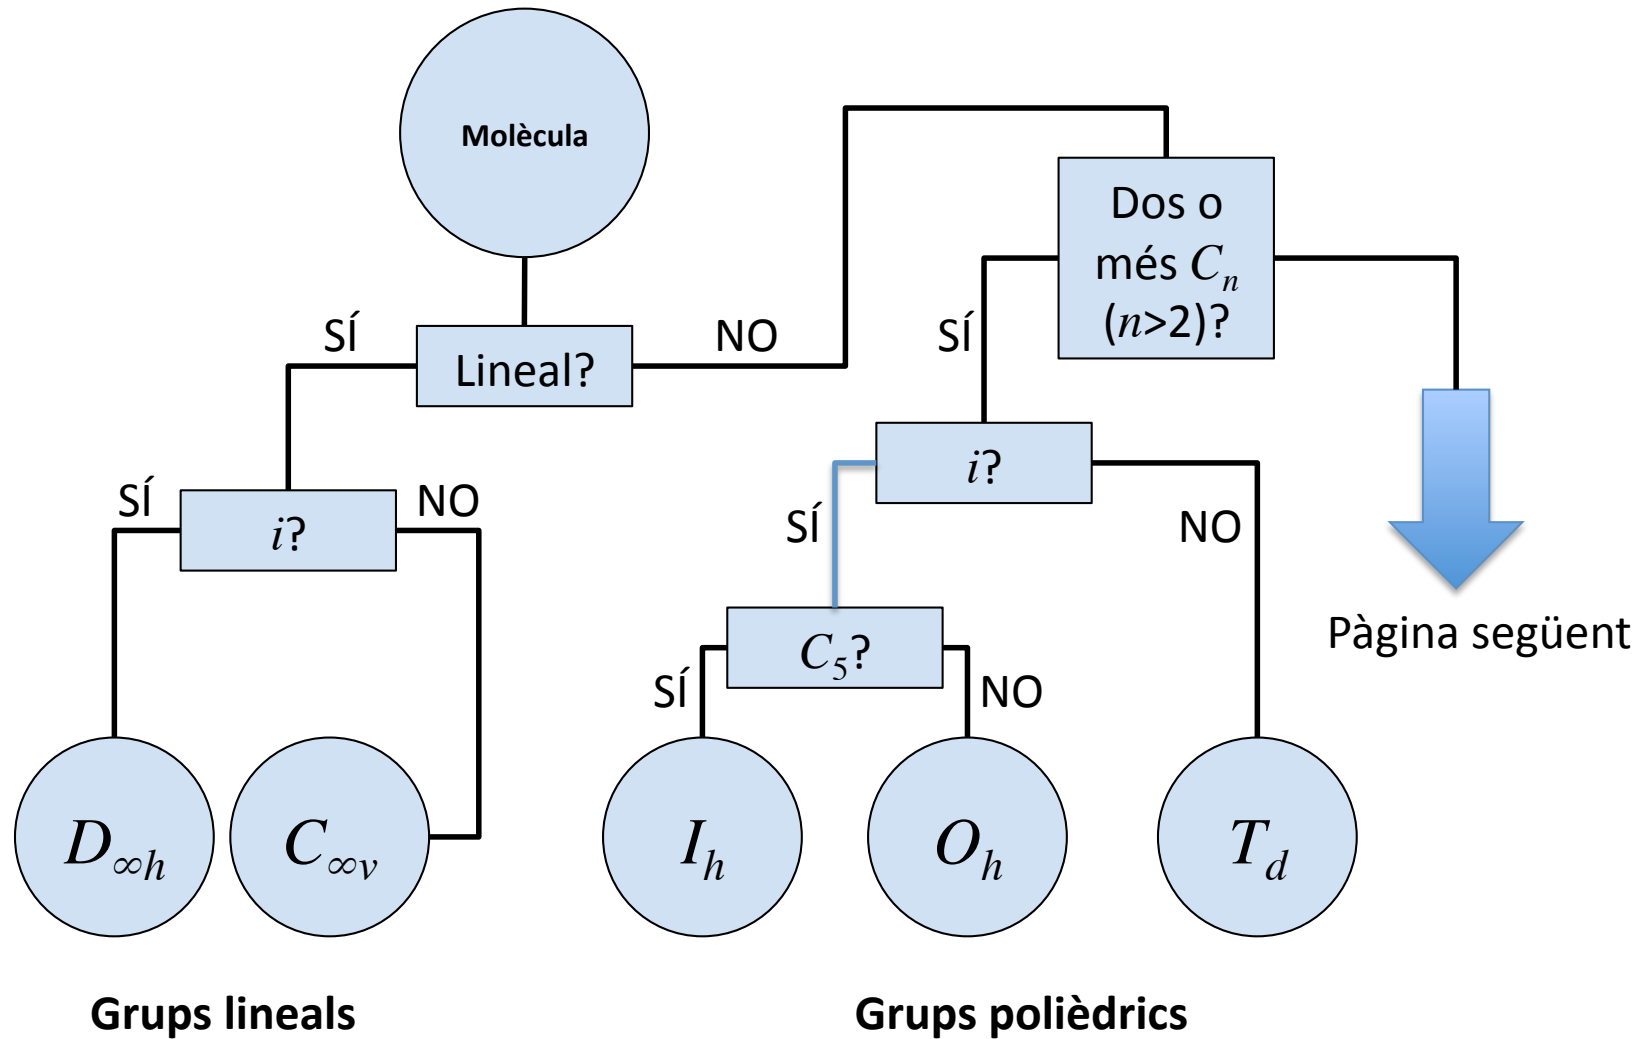 Molècula
Lineal?
SÍ
NO
Dos o
més Cₙ
(n>2)?
SÍ
i?
SÍ
NO
i?
SÍ
NO
C₅?
SÍ
NO
Pàgina següent
D∞h
C∞v
Iₕ
Oₕ
T_d
Grups lineals
Grups polièdrics